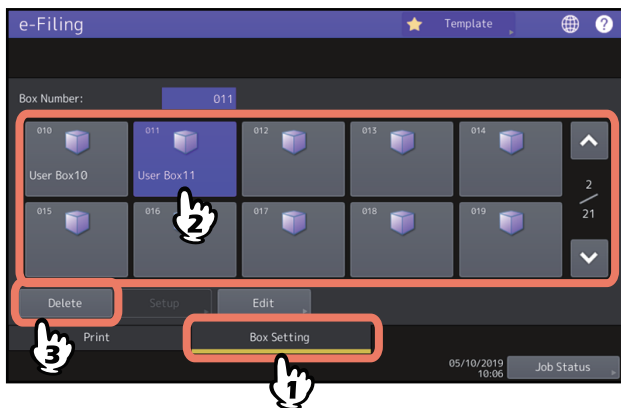 e-Filing
Template
?
Box Number: 011
010 011 012 013 014
User Box10 User Box11
2
21
015 016 017 018 019
2
Delete Setup Edit
3
Print Box Setting
1
05/10/2019
10:06
Job Status